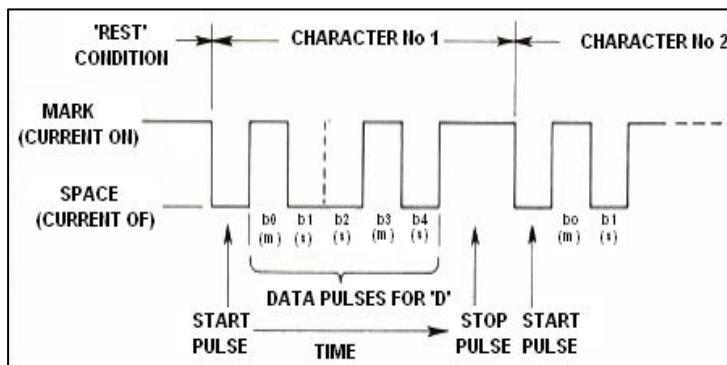 'REST' CONDITION
CHARACTER No 1
CHARACTER No 2
MARK
(CURRENT ON)
SPACE
(CURRENT OF)
b0 b1 b2 b3 b4 bo b1
(m) (s) (s) (m) (s) (m) (s)
DATA PULSES FOR 'D'
START PULSE
TIME
STOP PULSE
START PULSE